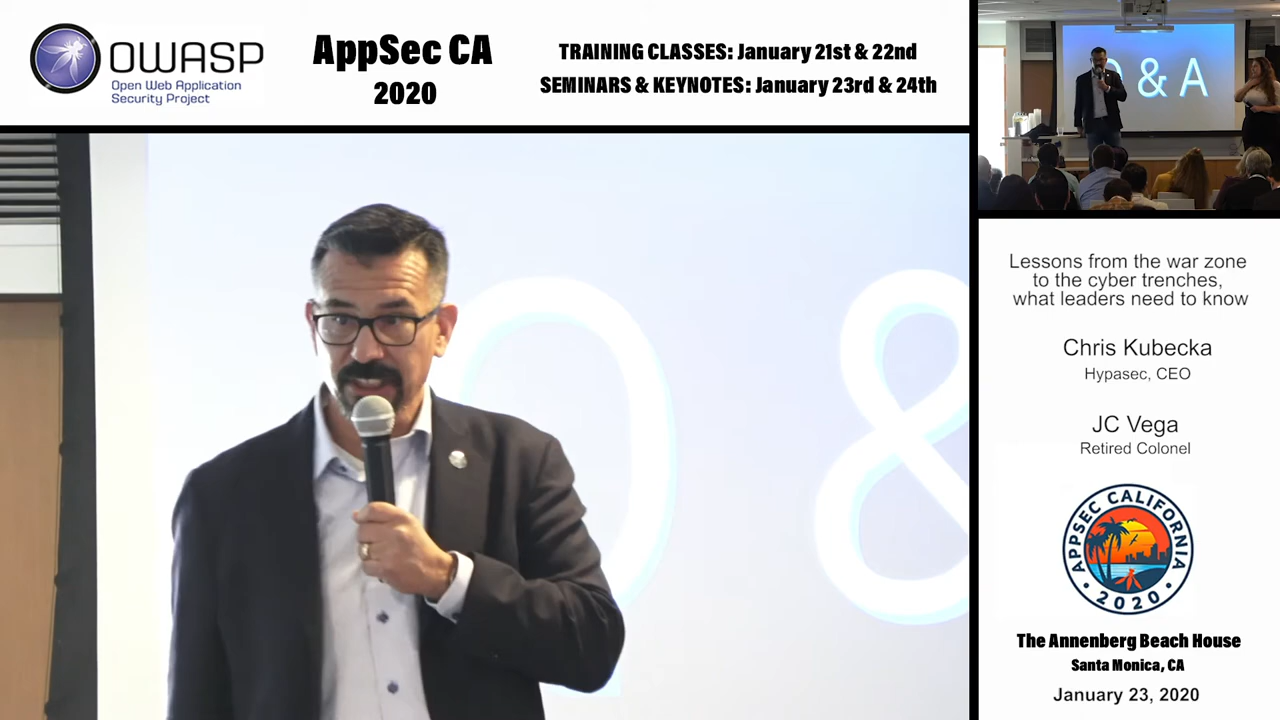 OWASP
Open Web Application
Security Project
AppSec CA
2020
TRAINING CLASSES: January 21st & 22nd
SEMINARS & KEYNOTES: January 23rd & 24th
Q & A
Q &
Lessons from the war zone
to the cyber trenches,
what leaders need to know
Chris Kubecka
Hypasec, CEO
JC Vega
Retired Colonel
APPSEC CALIFORNIA
• 2020 •
The Annenberg Beach House
Santa Monica, CA
January 23, 2020